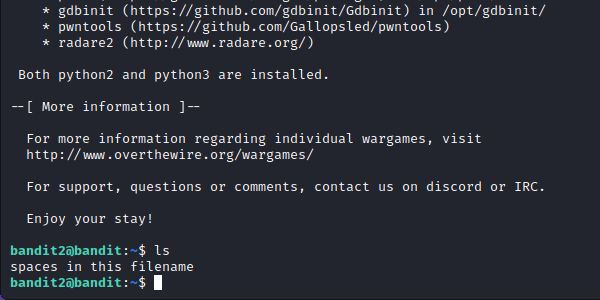 * gdbinit (https://github.com/gdbinit/Gdbinit) in /opt/gdbinit/
* pwntools (https://github.com/Gallopsled/pwntools)
* radare2 (http://www.radare.org/)
Both python2 and python3 are installed.
--[ More information ]--
For more information regarding individual wargames, visit
http://www.overthewire.org/wargames/
For support, questions or comments, contact us on discord or IRC.
Enjoy your stay!
bandit2@bandit:~$ ls
spaces in this filename
bandit2@bandit:~$